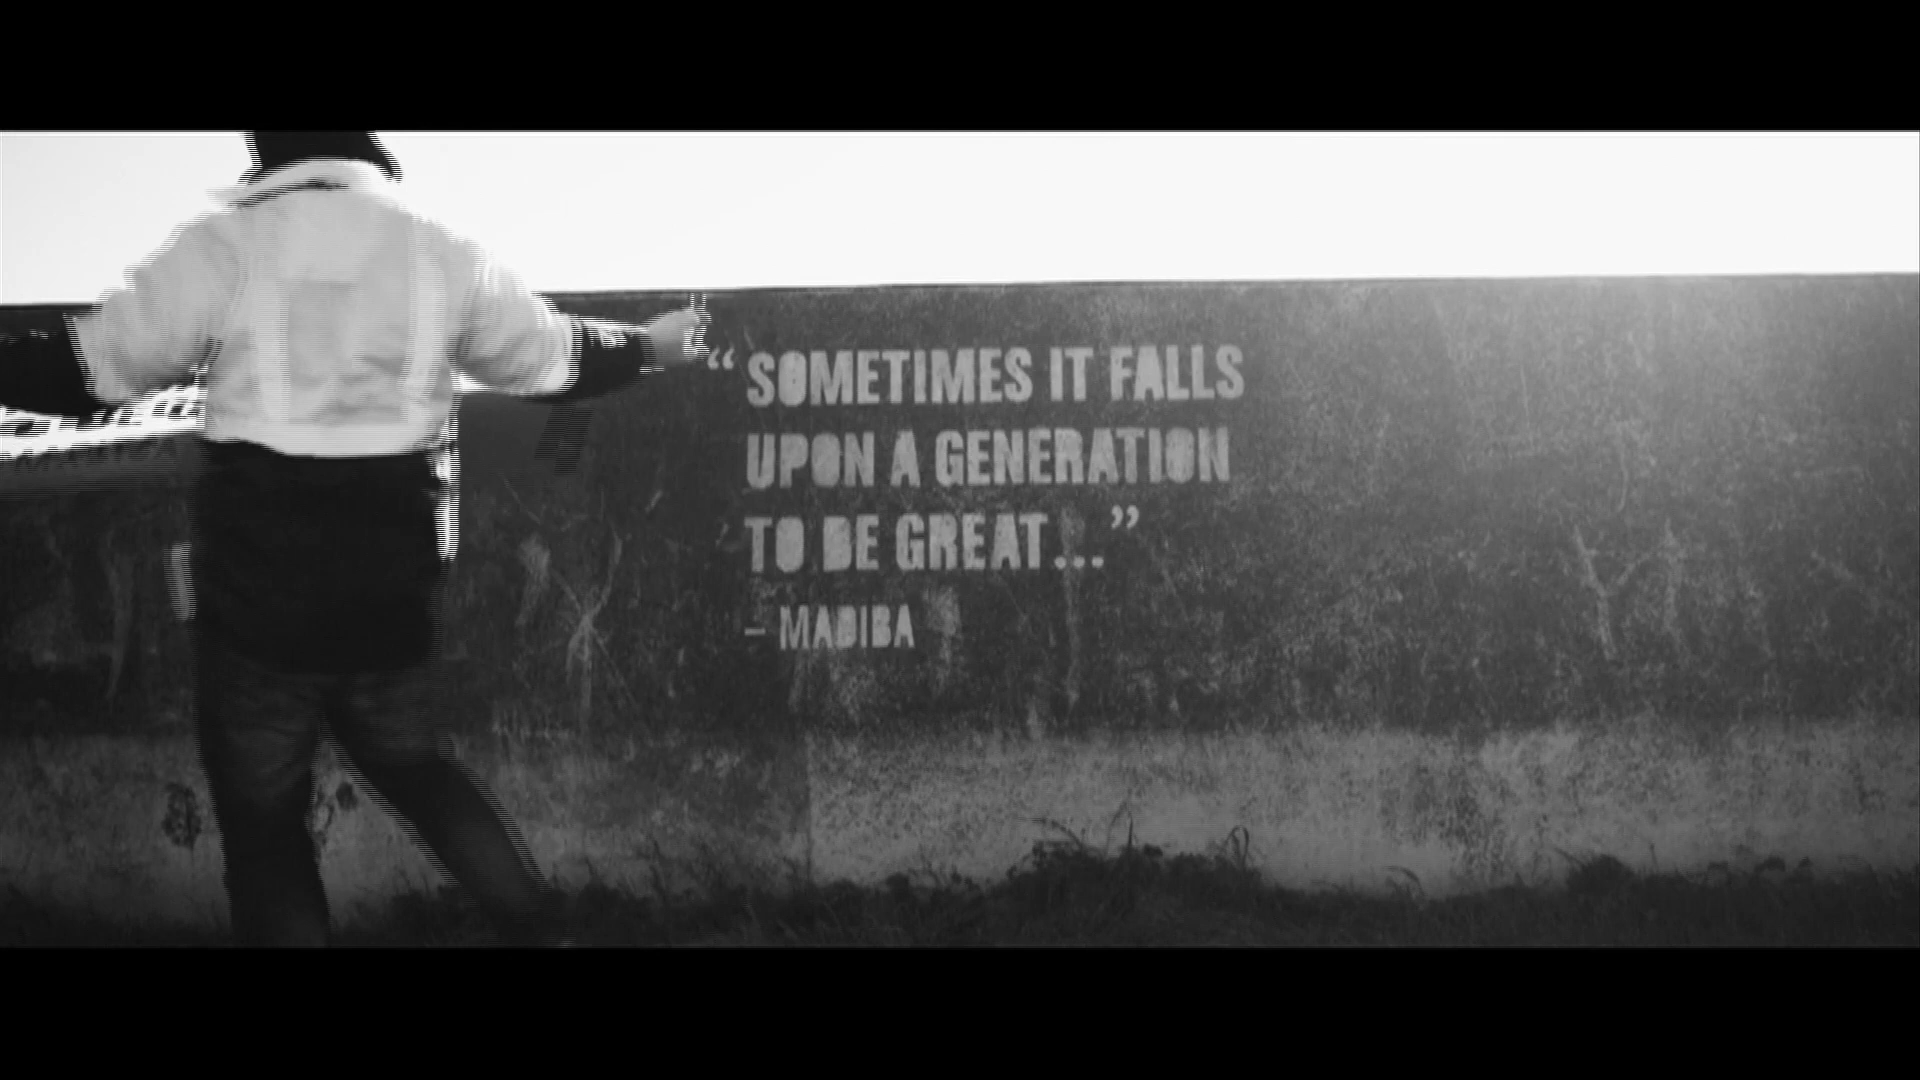 “SOMETIMES IT FALLS
UPON A GENERATION
TO BE GREAT...”
– MADIBA